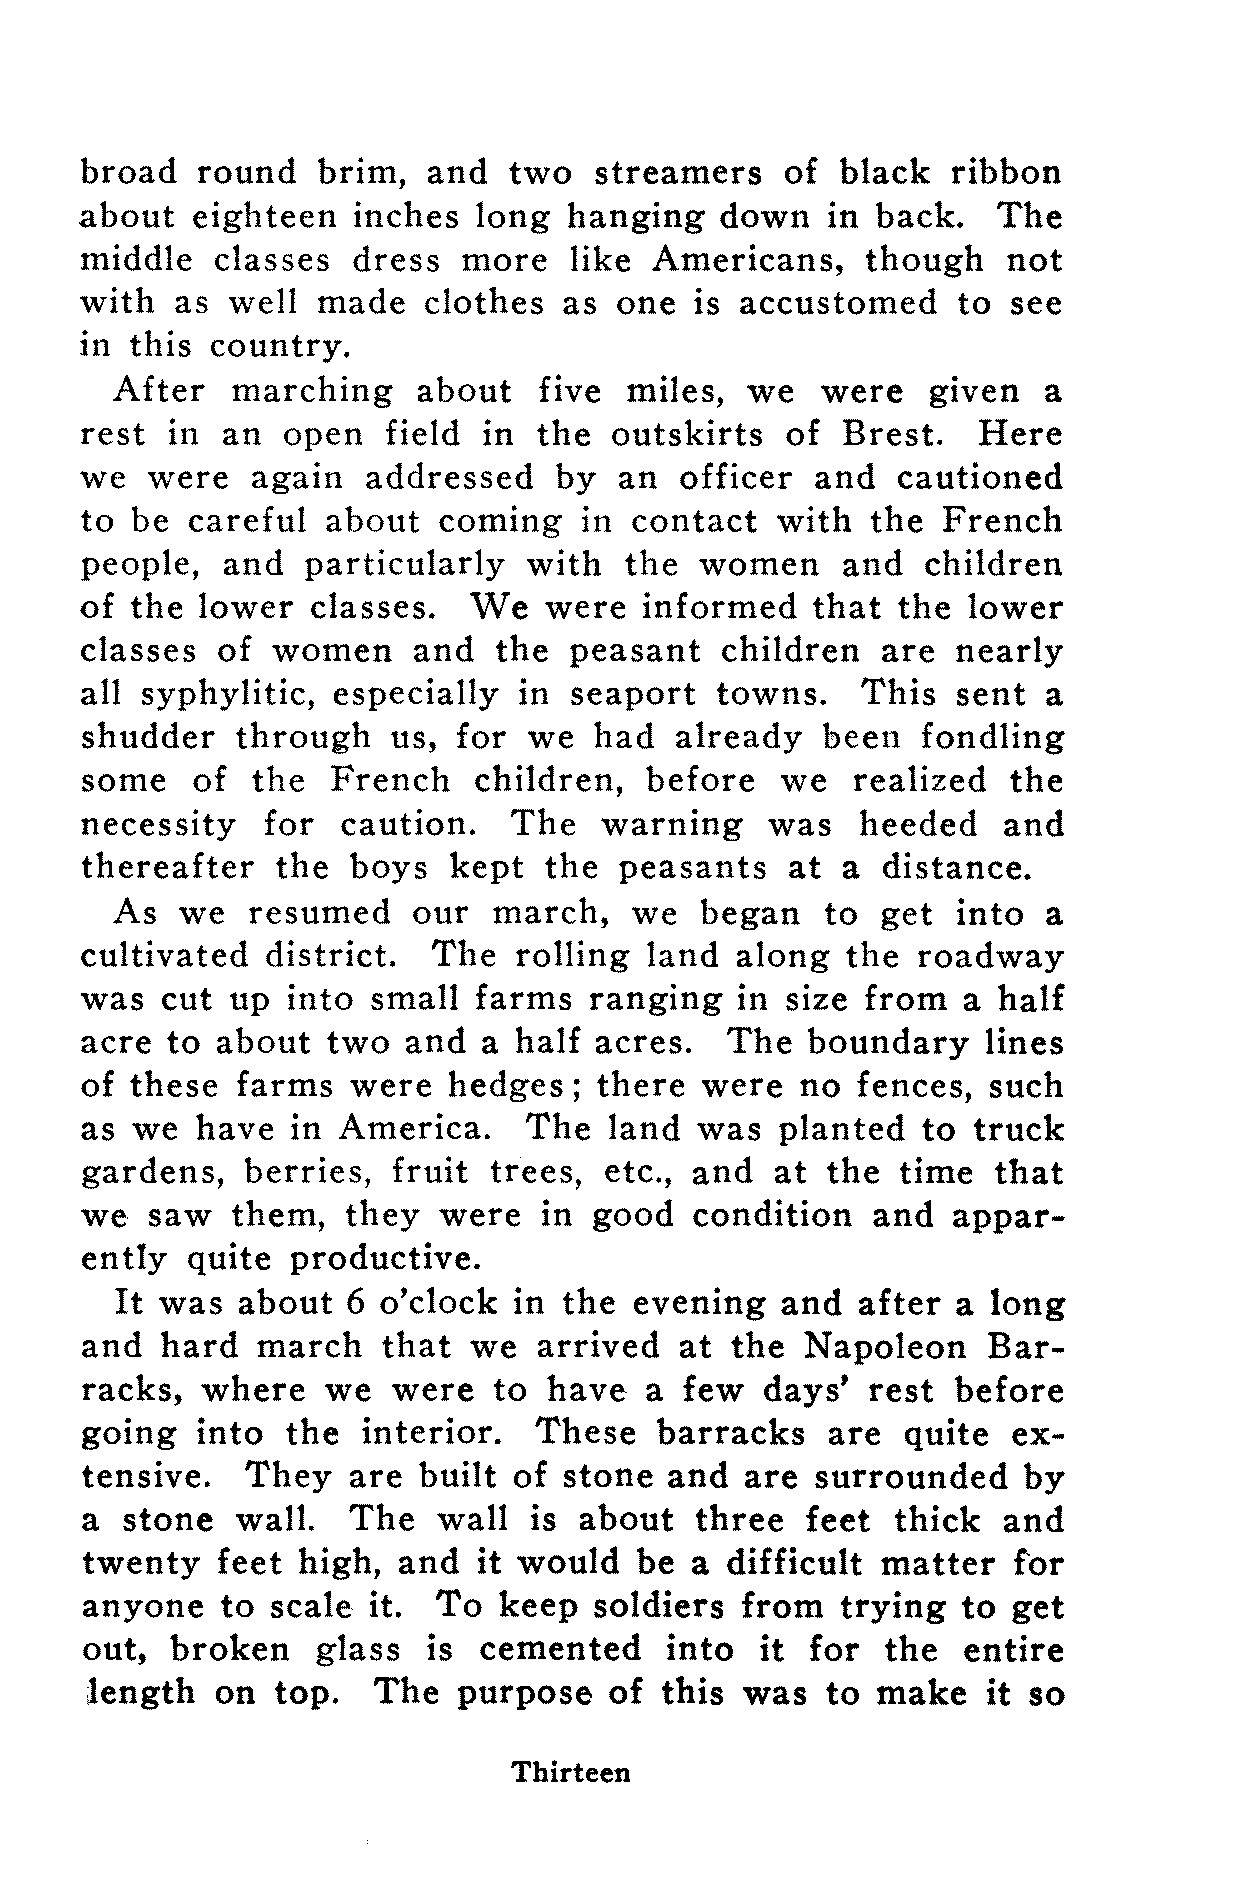 broad round brim, and two streamers of black ribbon
about eighteen inches long hanging down in back. The
middle classes dress more like Americans, though not
with as well made clothes as one is accustomed to see
in this country.
After marching about five miles, we were given a
rest in an open field in the outskirts of Brest. Here
we were again addressed by an officer and cautioned
to be careful about coming in contact with the French
people, and particularly with the women and children
of the lower classes. We were informed that the lower
classes of women and the peasant children are nearly
all syphylitic, especially in seaport towns. This sent a
shudder through us, for we had already been fondling
some of the French children, before we realized the
necessity for caution. The warning was heeded and
thereafter the boys kept the peasants at a distance.
As we resumed our march, we began to get into a
cultivated district. The rolling land along the roadway
was cut up into small farms ranging in size from a half
acre to about two and a half acres. The boundary lines
of these farms were hedges; there were no fences, such
as we have in America. The land was planted to truck
gardens, berries, fruit trees, etc., and at the time that
we saw them, they were in good condition and appar-
ently quite productive.
It was about 6 o'clock in the evening and after a long
and hard march that we arrived at the Napoleon Bar-
racks, where we were to have a few days' rest before
going into the interior. These barracks are quite ex-
tensive. They are built of stone and are surrounded by
a stone wall. The wall is about three feet thick and
twenty feet high, and it would be a difficult matter for
anyone to scale it. To keep soldiers from trying to get
out, broken glass is cemented into it for the entire
length on top. The purpose of this was to make it so
Thirteen